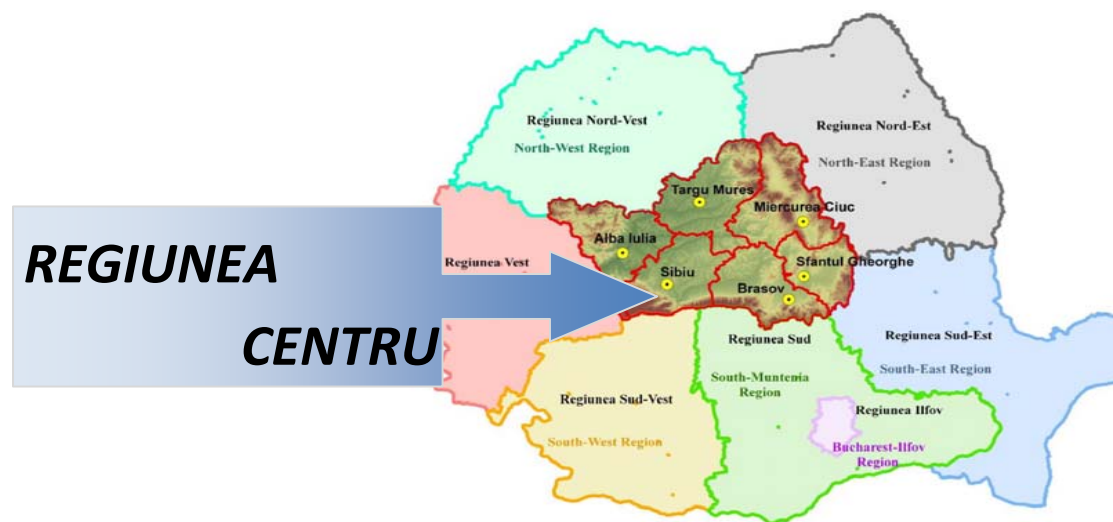 Regiunea Nord-Vest
North-West Region
Regiunea Nord-Est
North-East Region
Targu Mures
Miercurea Ciuc
Alba Iulia
Sfantul Gheorghe
Sibiu
Brasov
REGIUNEA
CENTRU
Regiunea Vest
Regiunea Sud
South-Muntenia
Region
Regiunea Sud-Est
South-East Region
Regiunea Sud-Vest
South-West Region
Regiunea Ilfov
Bucharest-Ilfov
Region